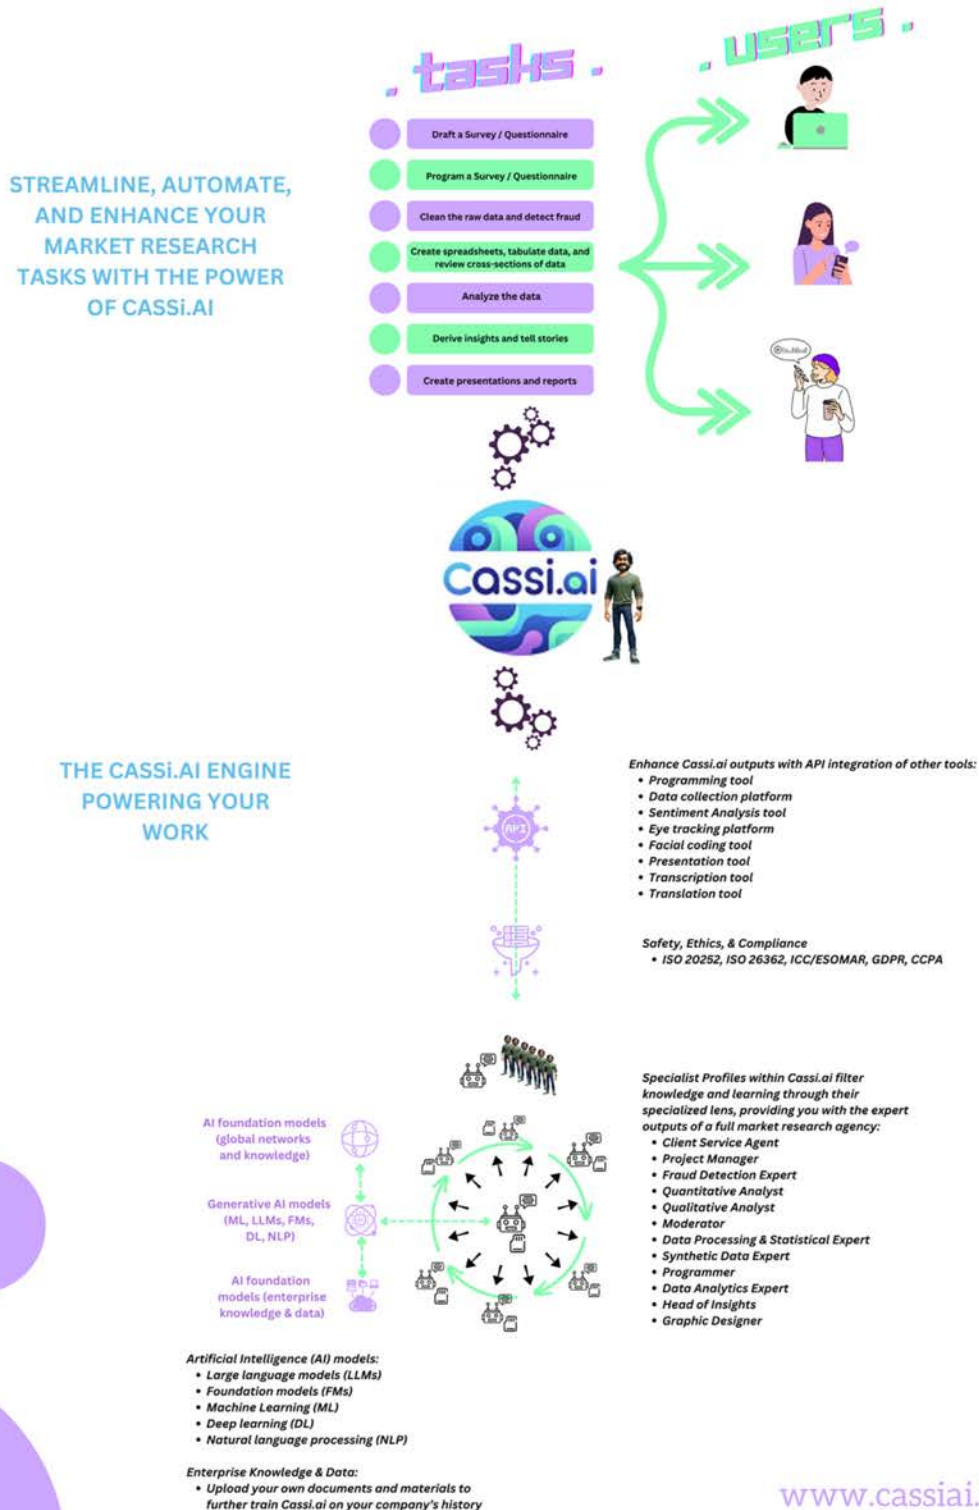 . tasks .
. users .
STREAMLINE, AUTOMATE,
AND ENHANCE YOUR
MARKET RESEARCH
TASKS WITH THE POWER
OF CASSi.AI
Draft a Survey / Questionnaire
Program a Survey / Questionnaire
Clean the raw data and detect fraud
Create spreadsheets, tabulate data, and
review cross-sections of data
Analyze the data
Derive insights and tell stories
Create presentations and reports
Cassi.ai
THE CASSi.AI ENGINE
POWERING YOUR
WORK
API
Enhance Cassi.ai outputs with API integration of other tools:
• Programming tool
• Data collection platform
• Sentiment Analysis tool
• Eye tracking platform
• Facial coding tool
• Presentation tool
• Transcription tool
• Translation tool
Safety, Ethics, & Compliance
• ISO 20252, ISO 26362, ICC/ESOMAR, GDPR, CCPA
AI foundation models
(global networks
and knowledge)
Generative AI models
(ML, LLMs, FMs,
DL, NLP)
AI foundation
models (enterprise
knowledge & data)
Specialist Profiles within Cassi.ai filter
knowledge and learning through their
specialized lens, providing you with the expert
outputs of a full market research agency:
• Client Service Agent
• Project Manager
• Fraud Detection Expert
• Quantitative Analyst
• Qualitative Analyst
• Moderator
• Data Processing & Statistical Expert
• Synthetic Data Expert
• Programmer
• Data Analytics Expert
• Head of Insights
• Graphic Designer
Artificial Intelligence (AI) models:
• Large language models (LLMs)
• Foundation models (FMs)
• Machine Learning (ML)
• Deep learning (DL)
• Natural language processing (NLP)
Enterprise Knowledge & Data:
• Upload your own documents and materials to
further train Cassi.ai on your company's history
www.cassiai.